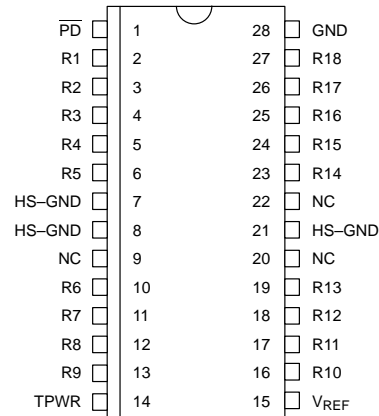 P̅D̅ 1 28 GND
R1 2 27 R18
R2 3 26 R17
R3 4 25 R16
R4 5 24 R15
R5 6 23 R14
HS–GND 7 22 NC
HS–GND 8 21 HS–GND
NC 9 20 NC
R6 10 19 R13
R7 11 18 R12
R8 12 17 R11
R9 13 16 R10
TPWR 14 15 VREF